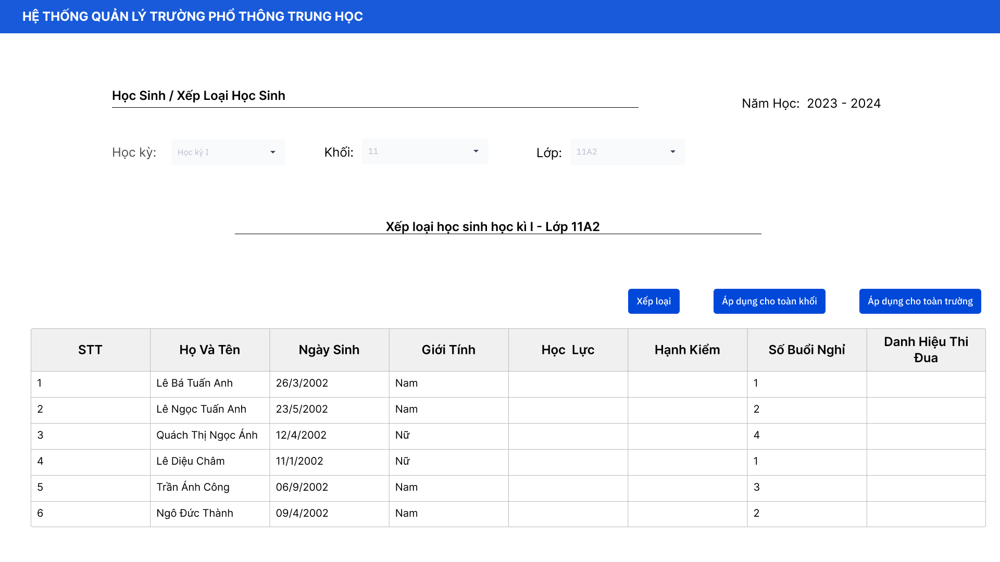 HỆ THỐNG QUẢN LÝ TRƯỜNG PHỔ THÔNG TRUNG HỌC
Học Sinh / Xếp Loại Học Sinh
Năm Học: 2023 - 2024
Học kỳ: Học kỳ I Khối: 11 Lớp: 11A2
Xếp loại học sinh học kì I - Lớp 11A2
Xếp loại Áp dụng cho toàn khối Áp dụng cho toàn trường
STT Họ Và Tên Ngày Sinh Giới Tính Học Lực Hạnh Kiểm Số Buổi Nghỉ Danh Hiệu Thi Đua
1 Lê Bá Tuấn Anh 26/3/2002 Nam 1
2 Lê Ngọc Tuấn Anh 23/5/2002 Nam 2
3 Quách Thị Ngọc Ánh 12/4/2002 Nữ 4
4 Lê Diệu Châm 11/1/2002 Nữ 1
5 Trần Ánh Công 06/9/2002 Nam 3
6 Ngô Đức Thành 09/4/2002 Nam 2